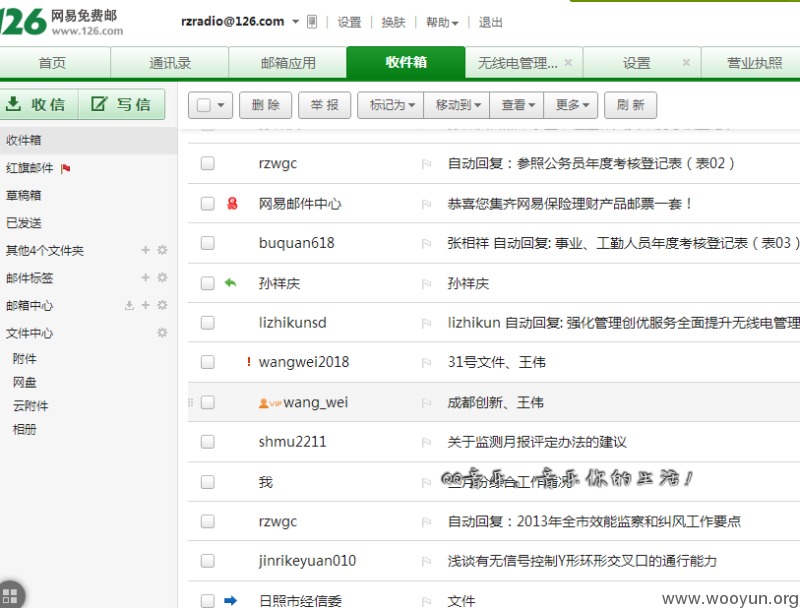 126 网易免费邮
www.126.com
rzradio@126.com 设置 换肤 帮助 退出
首页 通讯录 邮箱应用 收件箱 无线电管理... × 设置 × 营业执照
收 信 写 信
删 除 举 报 标记为 移动到 查看 更多 刷 新
收件箱
红旗邮件
草稿箱
已发送
其他4个文件夹
邮件标签
邮箱中心
文件中心
附件
网盘
云附件
相册
rzwgc 自动回复：参照公务员年度考核登记表（表02）
网易邮件中心 恭喜您集齐网易保险理财产品邮票一套！
buquan618 张相祥 自动回复: 事业、工勤人员年度考核登记表（表03）
孙祥庆 孙祥庆
lizhikunsd lizhikun 自动回复: 强化管理创优服务全面提升无线电管理
! wangwei2018 31号文件、王伟
VIP wang_wei 成都创新、王伟
shmu2211 关于监测月报评定办法的建议
我 月份综合工作情况
QQ音乐，音乐你的生活！
rzwgc 自动回复：2013年全市效能监察和纠风工作要点
jinrikeyuan010 浅谈有无信号控制Y形环形交叉口的通行能力
日照市经信委 文件
www.wooyun.org